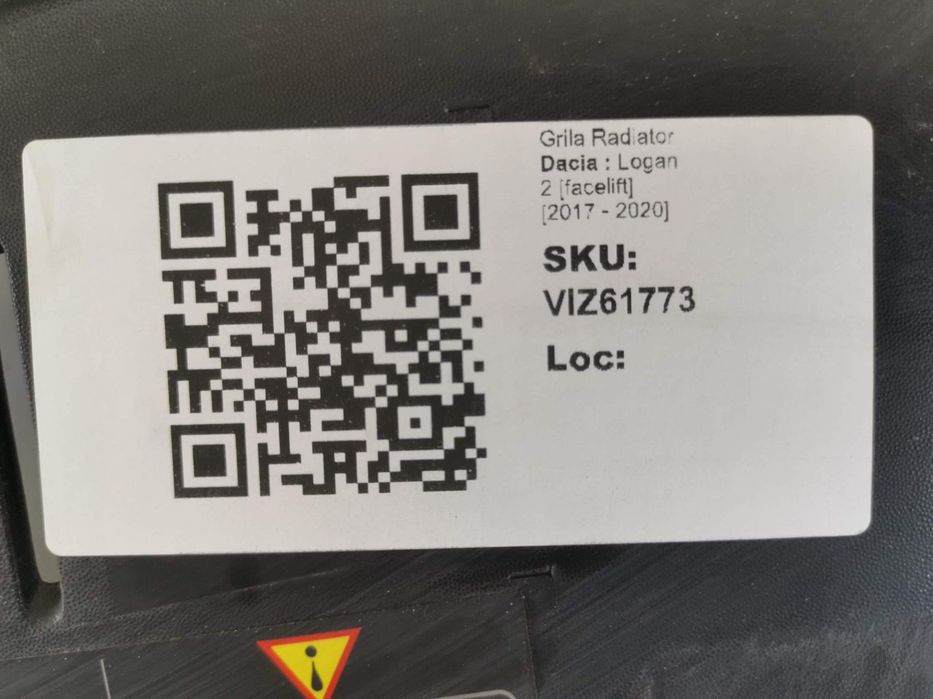 Grila Radiator
Dacia : Logan
2 [facelift]
[2017 - 2020]
SKU:
VIZ61773
Loc: